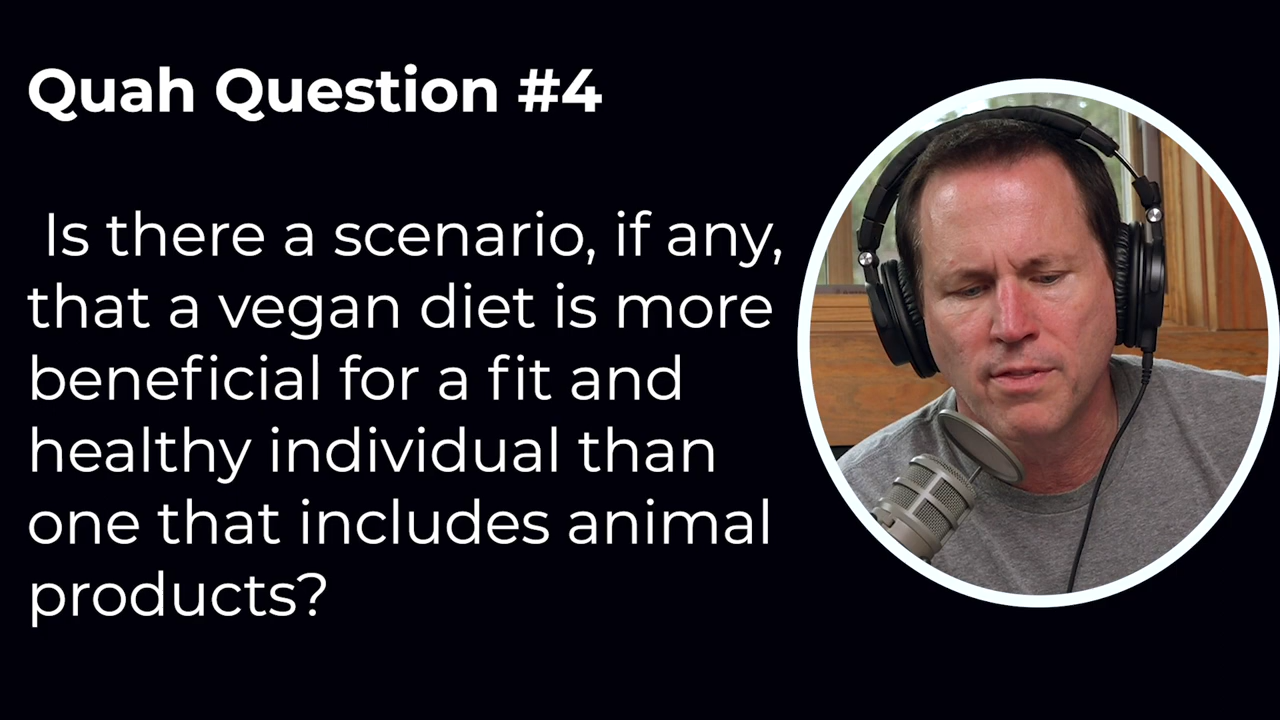 Quah Question #4
Is there a scenario, if any,
that a vegan diet is more
beneficial for a fit and
healthy individual than
one that includes animal
products?